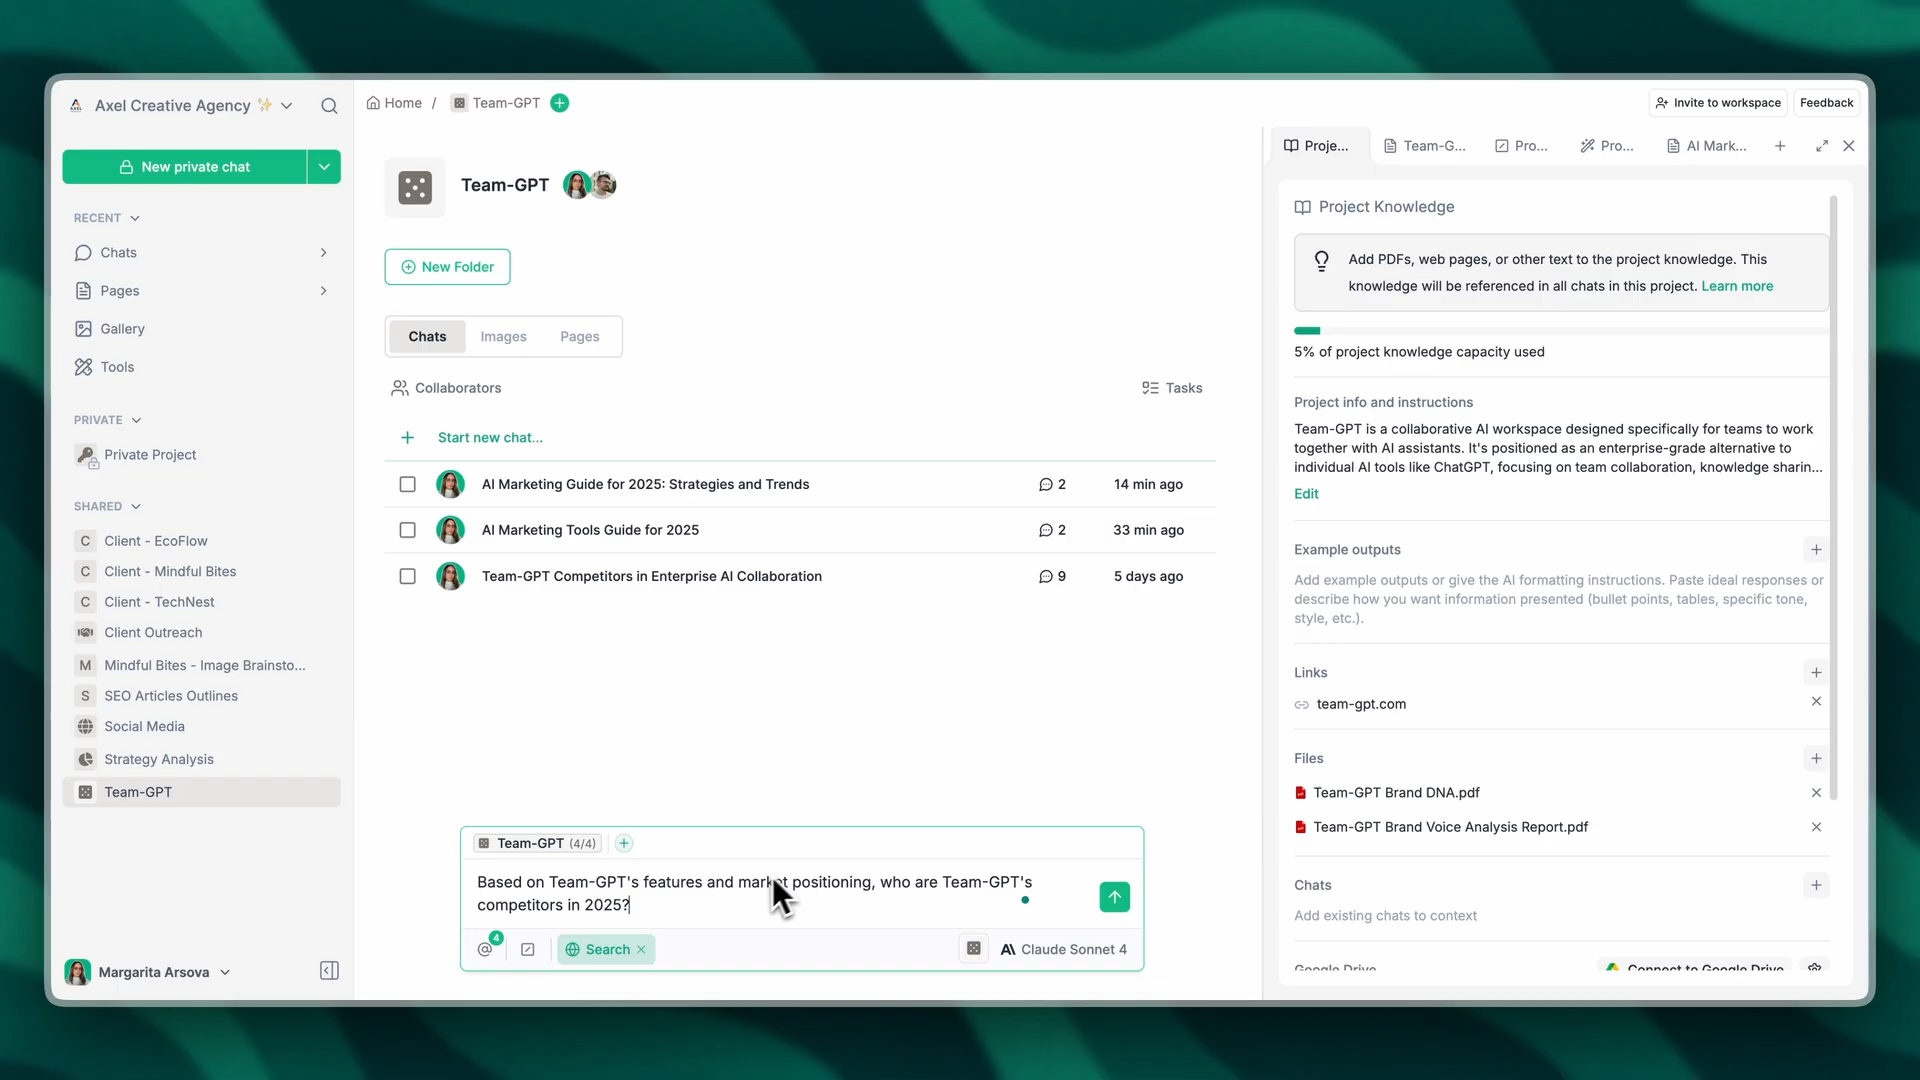 Axel Creative Agency ✨
New private chat
RECENT
Chats
Pages
Gallery
Tools
PRIVATE
Private Project
SHARED
C Client - EcoFlow
C Client - Mindful Bites
C Client - TechNest
Client Outreach
M Mindful Bites - Image Brainsto...
S SEO Articles Outlines
Social Media
Strategy Analysis
Team-GPT
Margarita Arsova
Home / Team-GPT
Invite to workspace
Feedback
Team-GPT
New Folder
Chats Images Pages
Collaborators
Tasks
Start new chat...
AI Marketing Guide for 2025: Strategies and Trends 2 14 min ago
AI Marketing Tools Guide for 2025 2 33 min ago
Team-GPT Competitors in Enterprise AI Collaboration 9 5 days ago
Team-GPT (4/4)
Based on Team-GPT's features and market positioning, who are Team-GPT's
competitors in 2025?
4
Search
Claude Sonnet 4
Proje... Team-G... Pro... Pro... AI Mark...
Project Knowledge
Add PDFs, web pages, or other text to the project knowledge. This
knowledge will be referenced in all chats in this project. Learn more
5% of project knowledge capacity used
Project info and instructions
Team-GPT is a collaborative AI workspace designed specifically for teams to work
together with AI assistants. It's positioned as an enterprise-grade alternative to
individual AI tools like ChatGPT, focusing on team collaboration, knowledge sharin...
Edit
Example outputs
Add example outputs or give the AI formatting instructions. Paste ideal responses or
describe how you want information presented (bullet points, tables, specific tone,
style, etc.).
Links
team-gpt.com
Files
Team-GPT Brand DNA.pdf
Team-GPT Brand Voice Analysis Report.pdf
Chats
Add existing chats to context
Google Drive
Connect to Google Drive